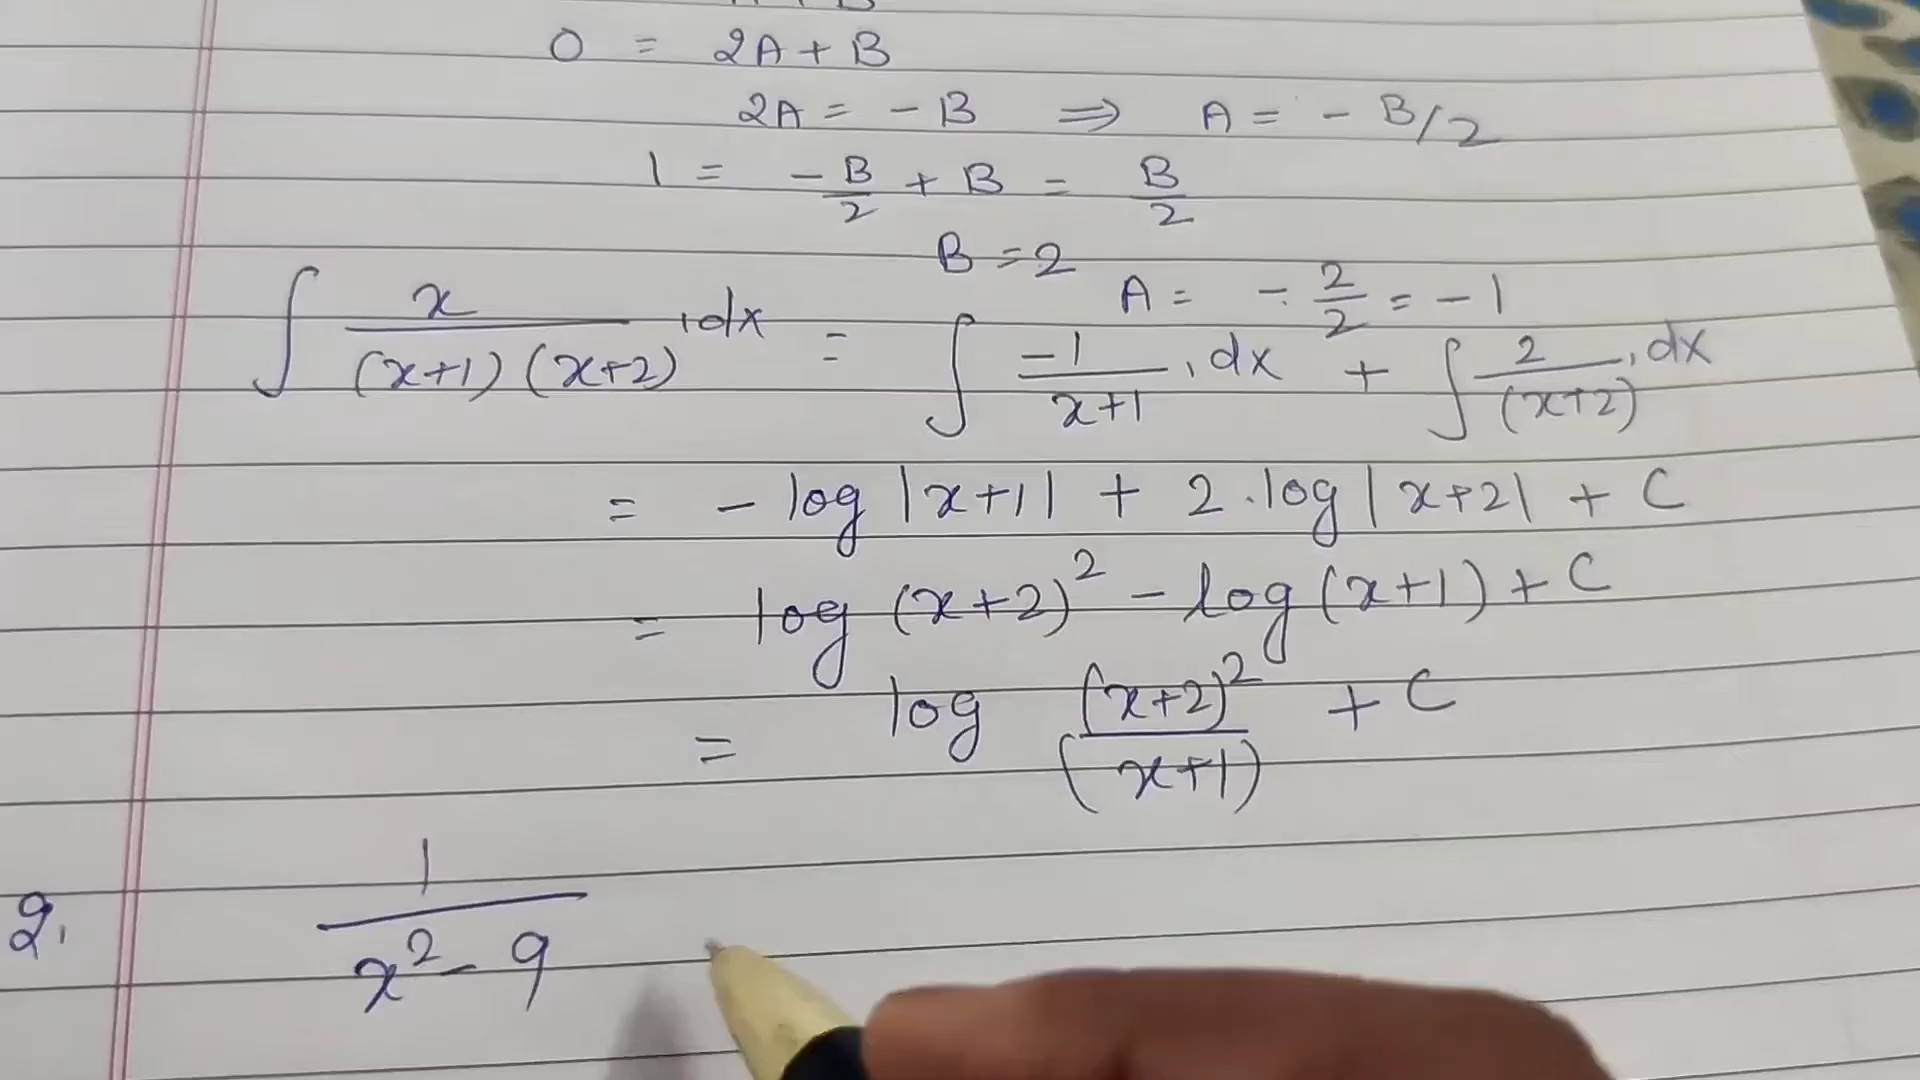 0 = 2A + B
2A = - B ⇒ A = - B/2
1 = -B/2 + B = B/2
B = 2
A = - 2/2 = -1
∫ x/((x+1)(x+2)) .dx = ∫ -1/(x+1) .dx + ∫ 2/(x+2) .dx
= - log |x+1| + 2.log |x+2| + C
= log (x+2)² - log (x+1) + C
= log (x+2)²/(x+1) + C
2. 1/(x² - 9)